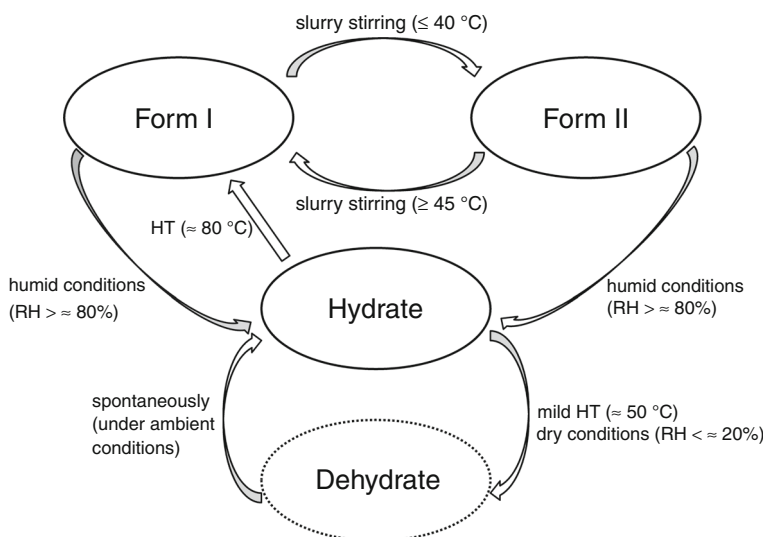 slurry stirring (≤ 40 °C)
Form I
Form II
slurry stirring (≥ 45 °C)
HT (≈ 80 °C)
humid conditions
(RH > ≈ 80%)
humid conditions
(RH > ≈ 80%)
Hydrate
spontaneously
(under ambient
conditions)
mild HT (≈ 50 °C)
dry conditions (RH < ≈ 20%)
Dehydrate